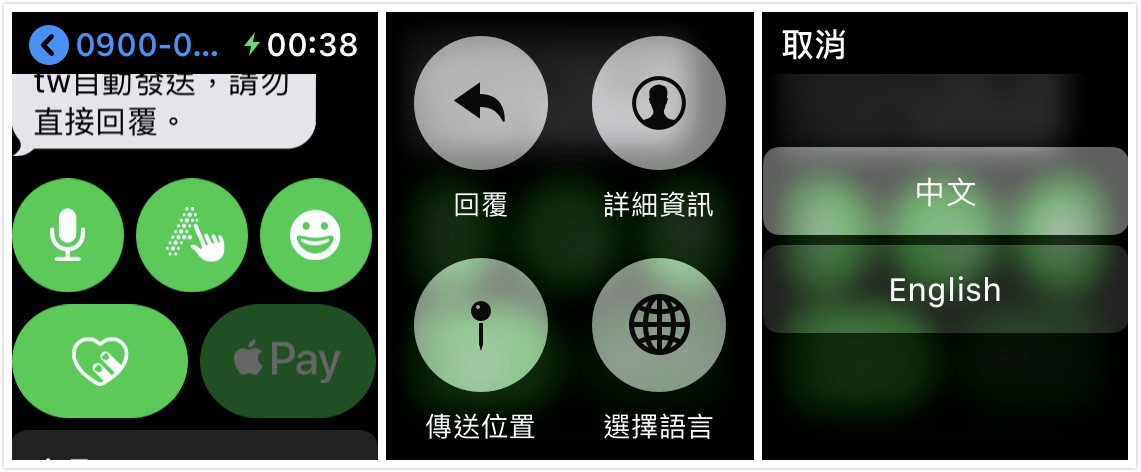 0900-0...
00:38
tw自動發送，請勿
直接回覆。
Pay
回覆
詳細資訊
傳送位置
選擇語言
取消
中文
English